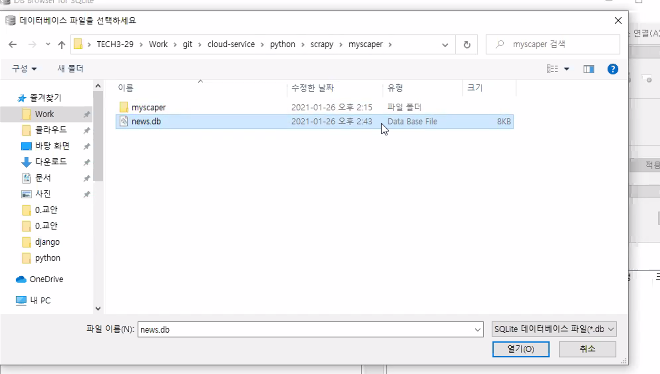 DB Browser for SQLite
데이터베이스 파일을 선택하세요
› TECH3-29 › Work › git › cloud-service › python › scrapy › myscaper ›
myscaper 검색
연결(A)
구성 새 폴더
이름 수정한 날짜 유형 크기
즐겨찾기
Work
클라우드
바탕 화면
다운로드
문서
사진
0.교안
0.교안
django
python
OneDrive
내 PC
myscaper 2021-01-26 오후 2:15 파일 폴더
news.db 2021-01-26 오후 2:43 Data Base File 8KB
적용
파일 이름(N): news.db SQLite 데이터베이스 파일(*.db
열기(O) 취소